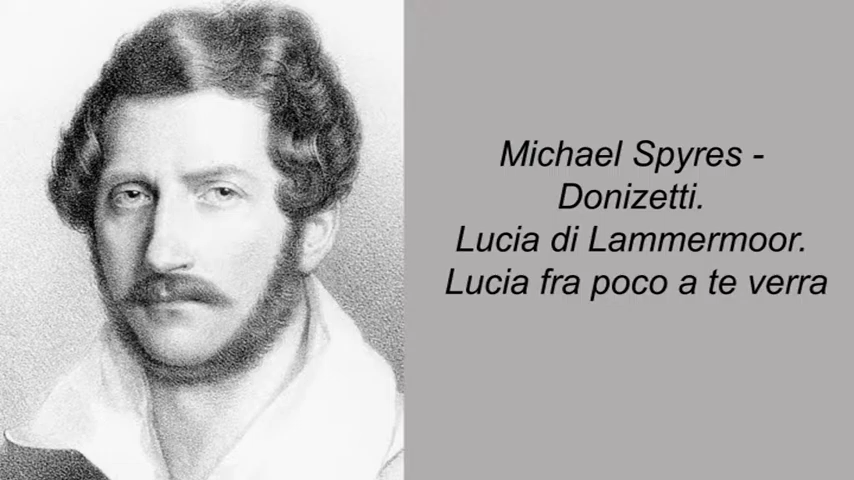 Michael Spyres -
Donizetti.
Lucia di Lammermoor.
Lucia fra poco a te verra